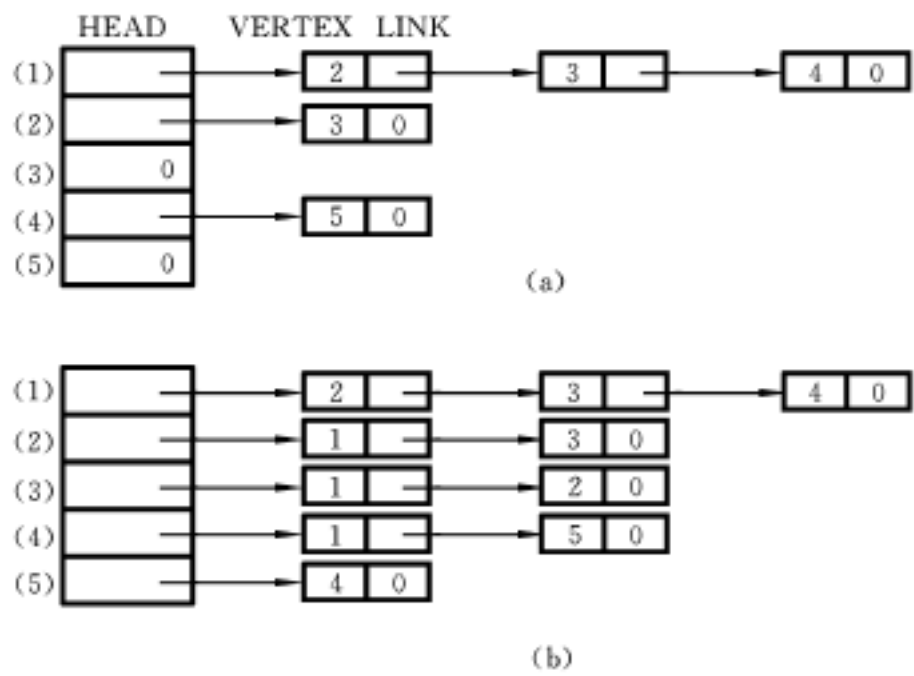 HEAD VERTEX LINK
(1) 2 3 4 0
(2) 3 0
(3) 0
(4) 5 0
(5) 0
(a)
(1) 2 3 4 0
(2) 1 3 0
(3) 1 2 0
(4) 1 5 0
(5) 4 0
(b)